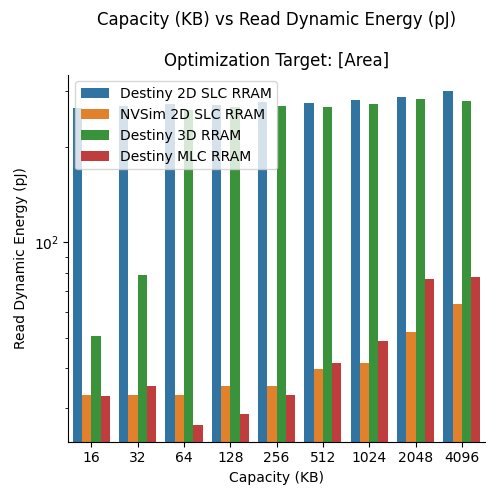 Capacity (KB) vs Read Dynamic Energy (pJ)
Optimization Target: [Area]
Destiny 2D SLC RRAM
NVSim 2D SLC RRAM
Destiny 3D RRAM
Destiny MLC RRAM
Read Dynamic Energy (pJ)
10²
16 32 64 128 256 512 1024 2048 4096
Capacity (KB)